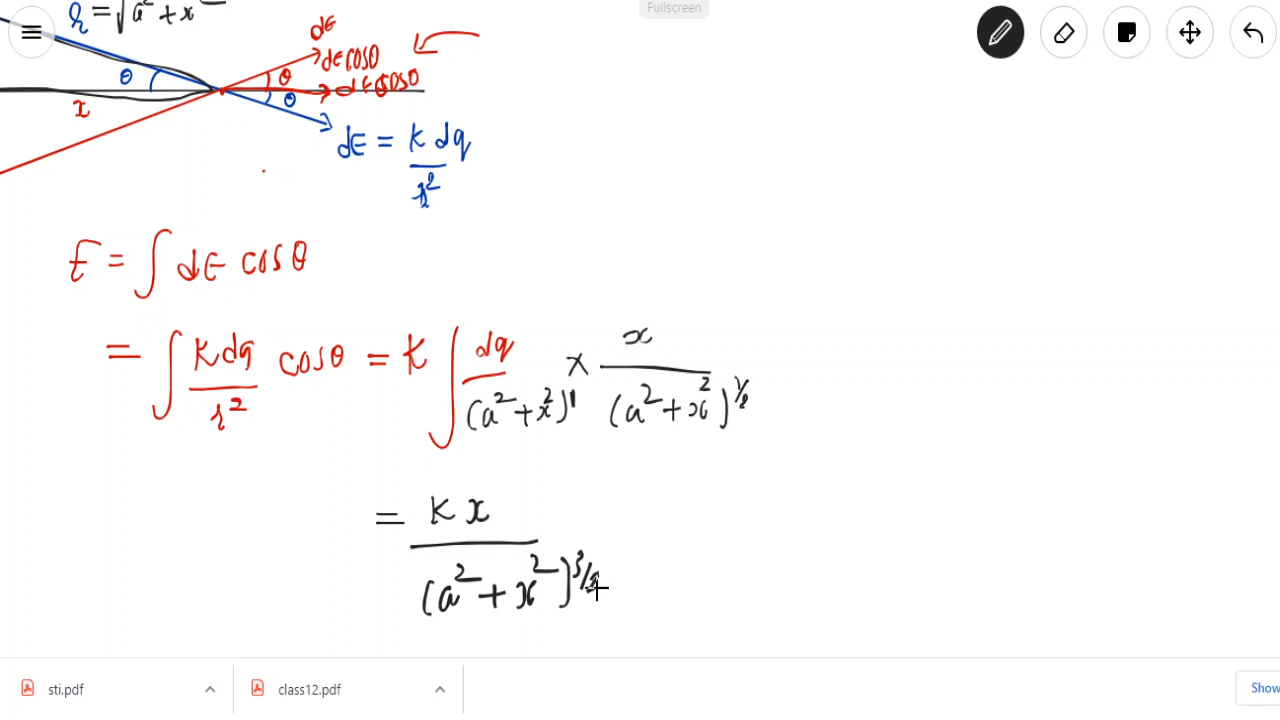 Fullscreen
r = √a² + x²
dE
dE cosθ
θ θ dE cosθ
x θ
dE = K dq / r²
E = ∫ dE cosθ
= ∫ K dq / r² cosθ = K ∫ dq / (a² + x²)¹ × x / (a² + x²)^1/2
= K x / (a² + x²)^3/2
sti.pdf class12.pdf Show